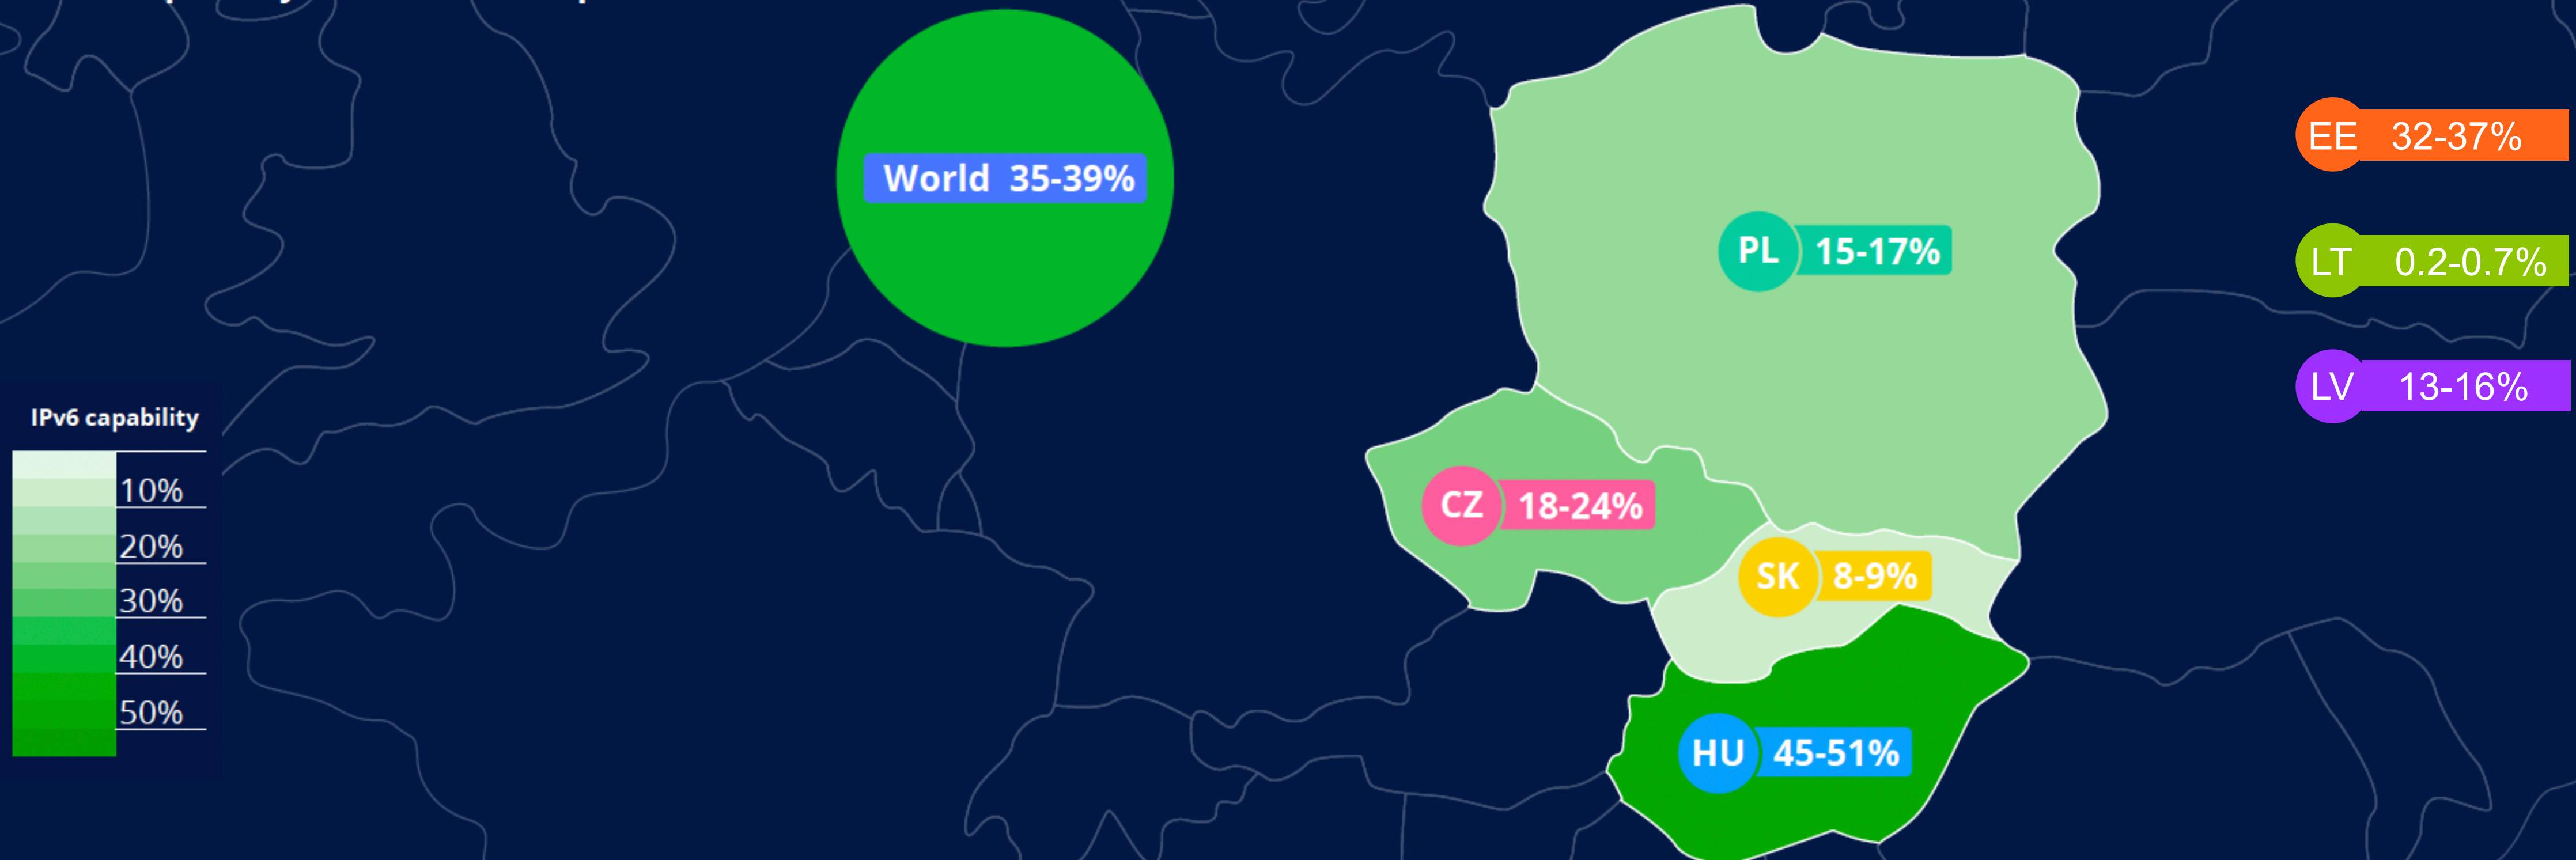 World 35-39%
EE 32-37%
PL 15-17%
LT 0.2-0.7%
LV 13-16%
IPv6 capability
10%
20%
30%
40%
50%
CZ 18-24%
SK 8-9%
HU 45-51%